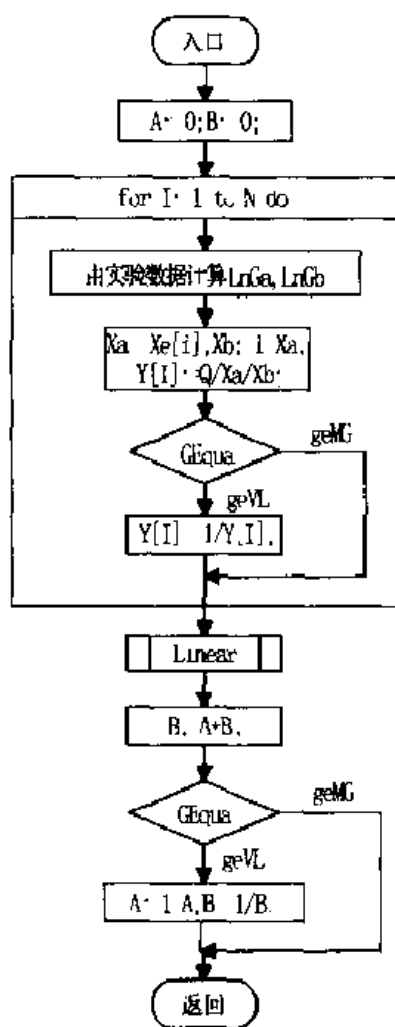 入口
A: 0;B: 0;
for I: 1 to N do
由实验数据计算LnGa,LnGb
Xa Xe[i],Xb: 1 Xa.
Y[I]:=Q/Xa/Xb:
GEqua
geMG
geVL
Y[I] 1/Y.I].
Linear
B. A+B.
GEqua
geMG
geVL
A: 1 A.B 1/B.
返回